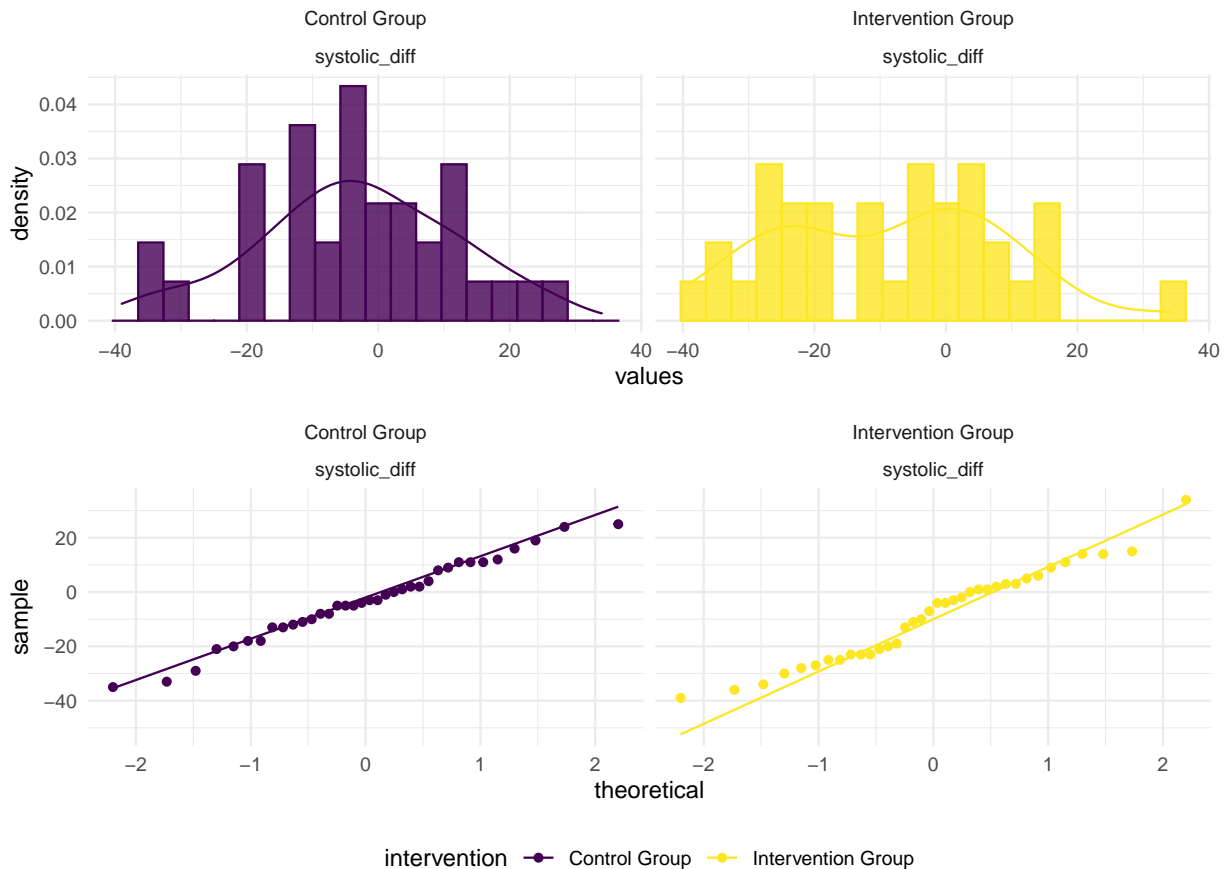 Control Group
Intervention Group
systolic_diff
systolic_diff
density
0.04
0.03
0.02
0.01
0.00
−40 −20 0 20 40
−40 −20 0 20 40
values
Control Group
Intervention Group
systolic_diff
systolic_diff
sample
20
0
−20
−40
−2 −1 0 1 2
−2 −1 0 1 2
theoretical
intervention Control Group Intervention Group